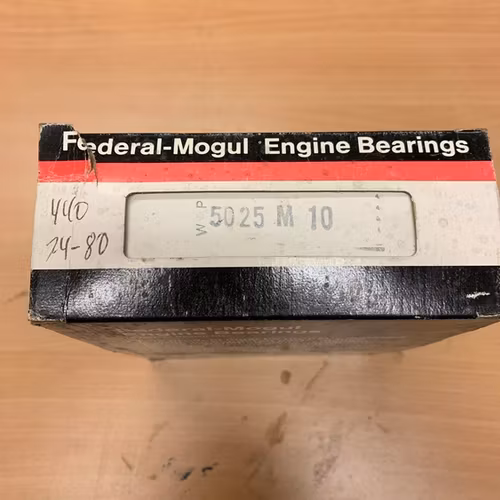 Federal-Mogul Engine Bearings
440
74-80
W P
5025 M 10